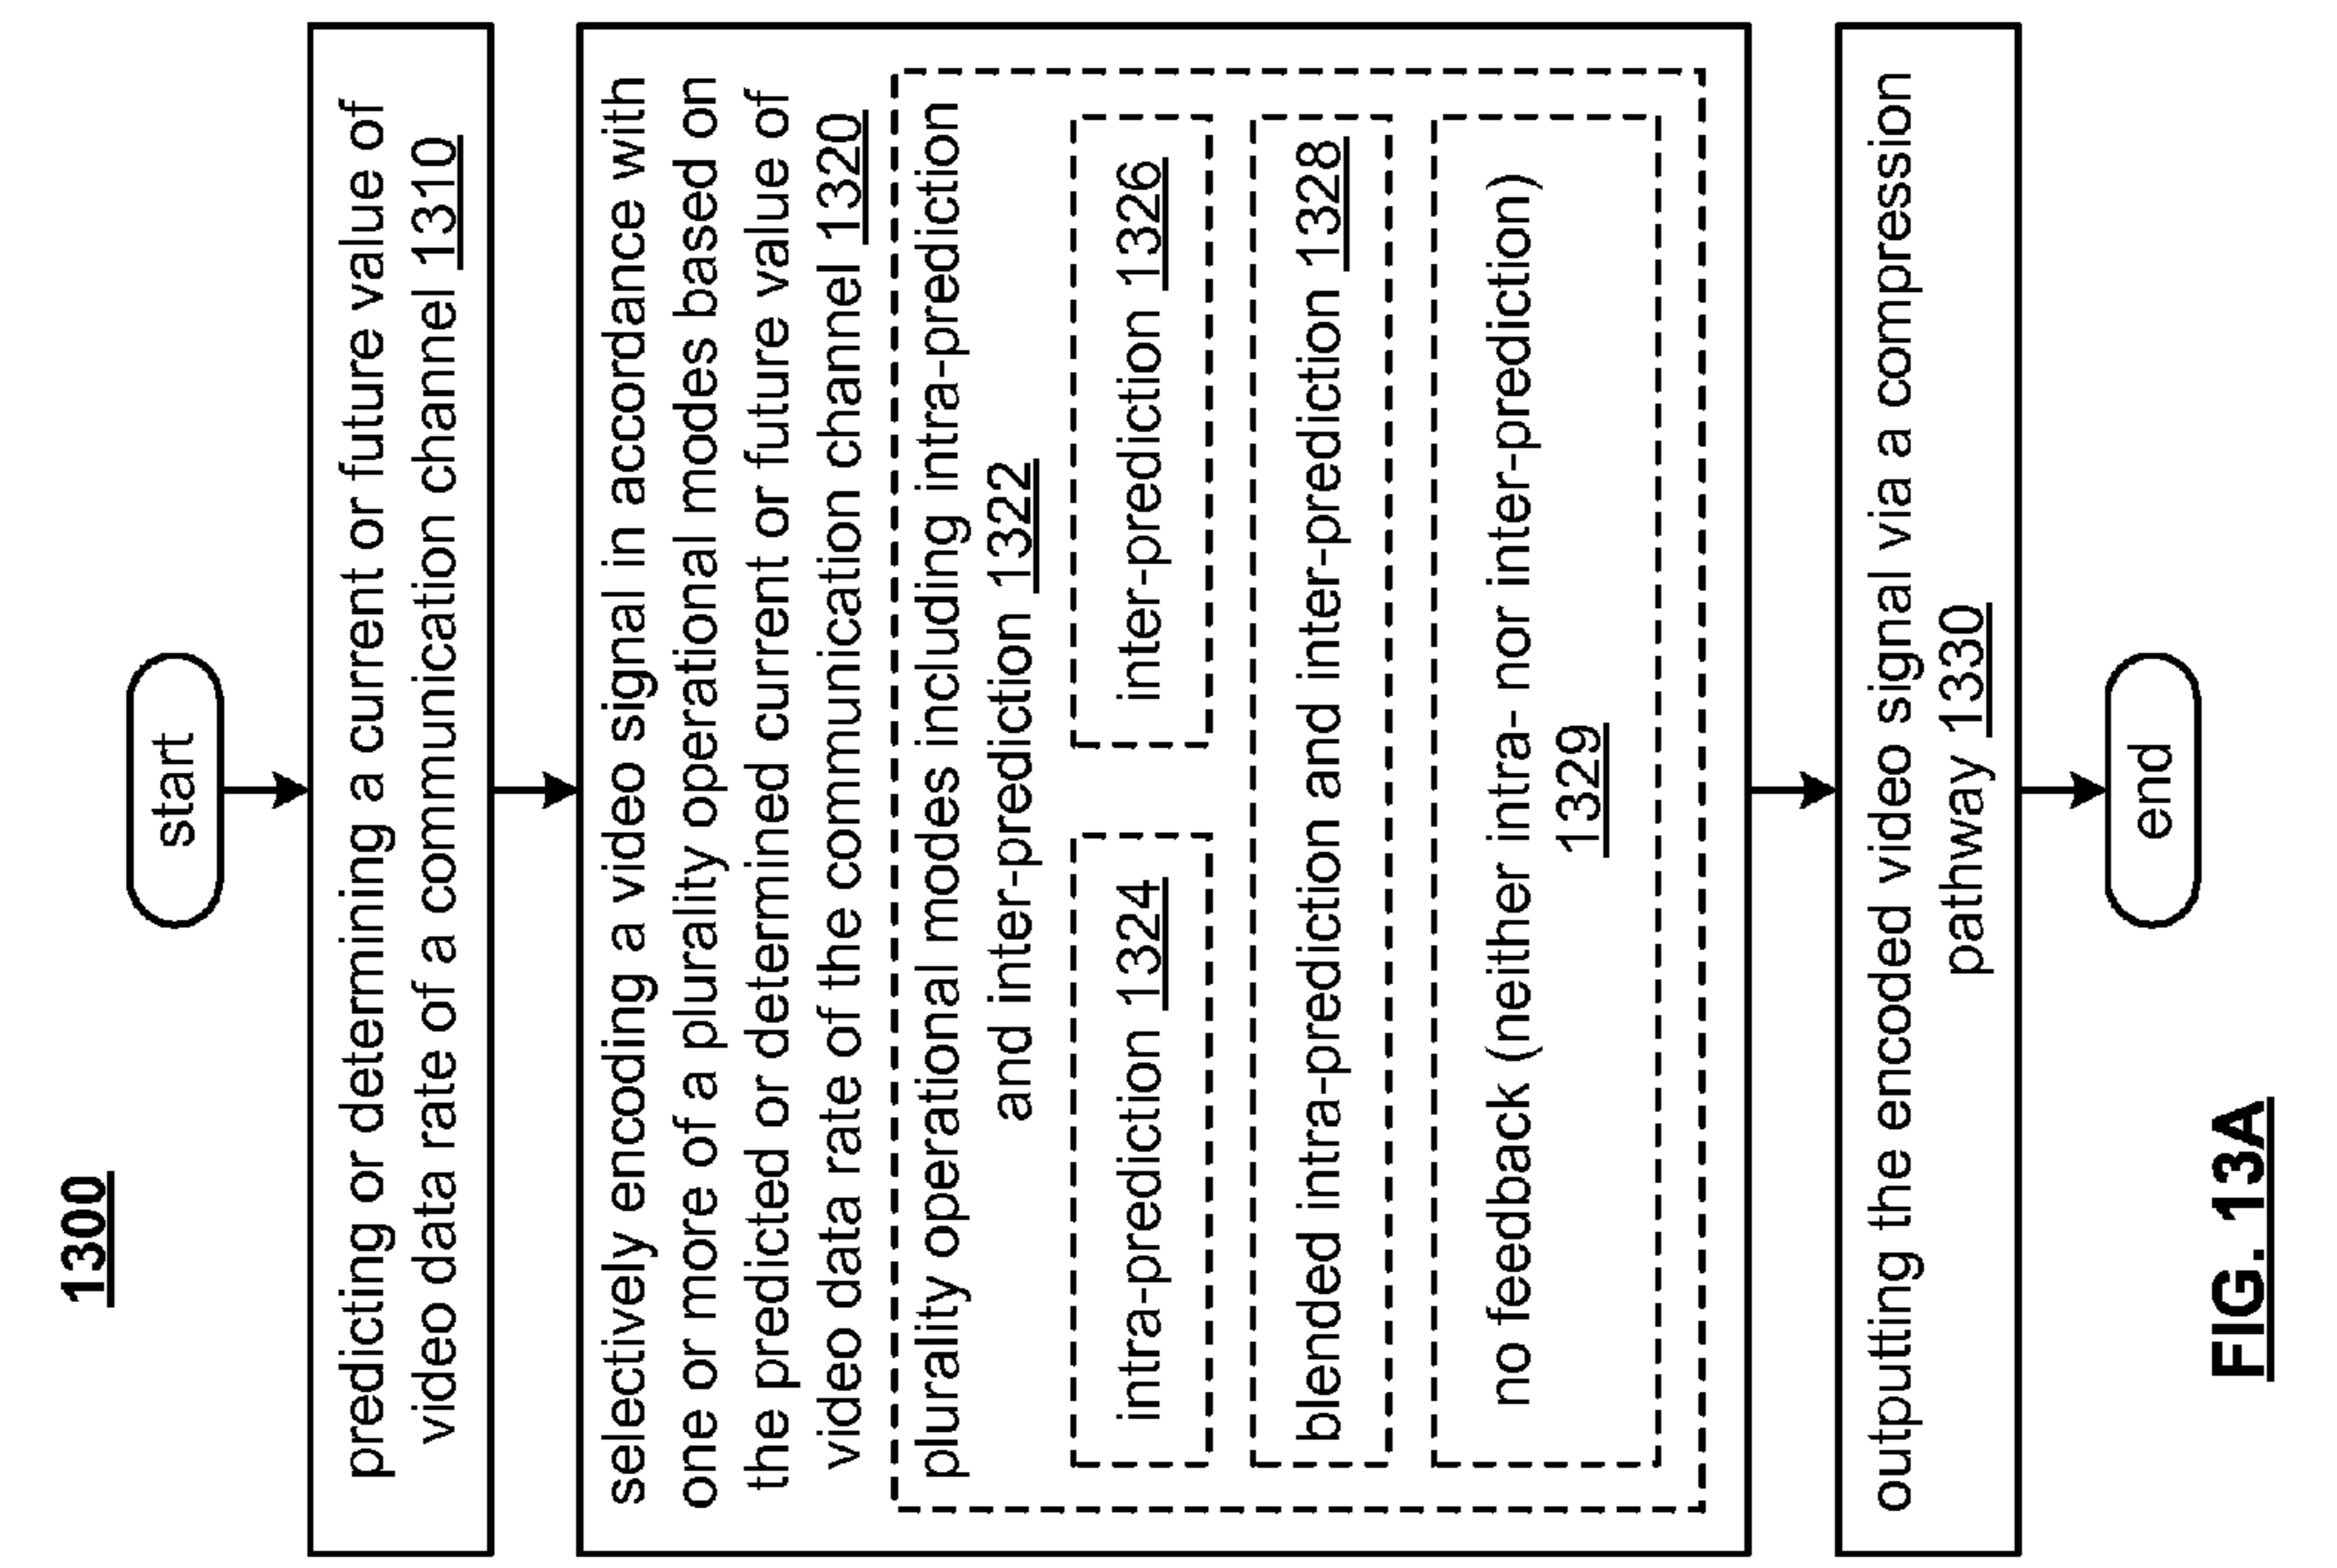 1300
start
predicting or determining a current or future value of
video data rate of a communication channel 1310
selectively encoding a video signal in accordance with
one or more of a plurality operational modes based on
the predicted or determined current or future value of
video data rate of the communication channel 1320
plurality operational modes including intra-prediction
and inter-prediction 1322
intra-prediction 1324
inter-prediction 1326
blended intra-prediction and inter-prediction 1328
no feedback (neither intra- nor inter-prediction)
1329
outputing the encoded video signal via a compression
pathway 1330
end
FIG. 13A